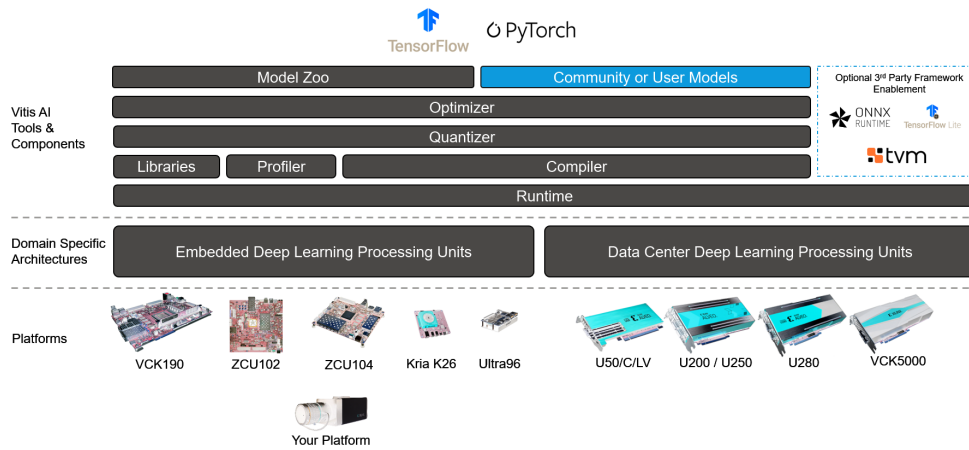 TensorFlow
PyTorch
Model Zoo
Community or User Models
Optional 3rd Party Framework
Enablement
Vitis AI
Tools &
Components
Optimizer
ONNX
RUNTIME
TensorFlow Lite
Quantizer
tvm
Libraries
Profiler
Compiler
Runtime
Domain Specific
Architectures
Embedded Deep Learning Processing Units
Data Center Deep Learning Processing Units
Platforms
VCK190
ZCU102
ZCU104
Kria K26
Ultra96
U50/C/LV
U200 / U250
U280
VCK5000
Your Platform